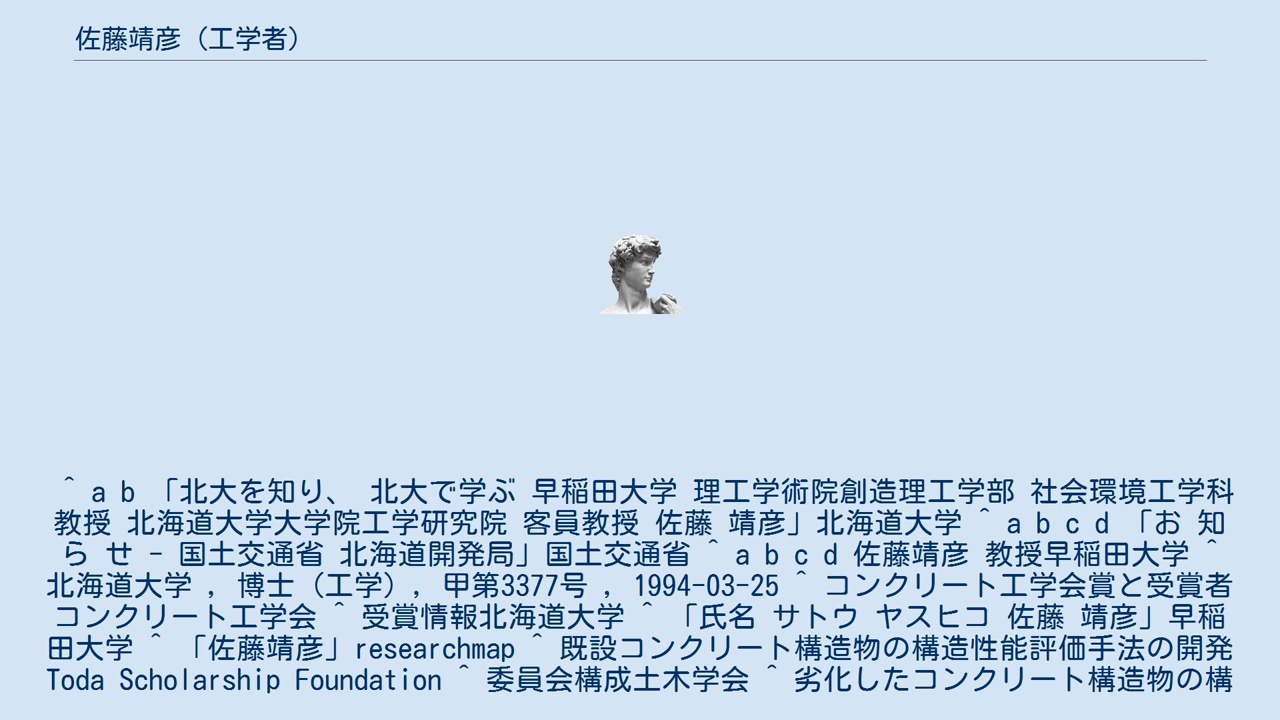 佐藤靖彦（工学者）
^ a b 「北大を知り、 北大で学ぶ 早稲田大学 理工学術院創造理工学部 社会環境工学科
教授 北海道大学大学院工学研究院 客員教授 佐藤 靖彦」北海道大学 ^ a b c d 「お 知
ら せ - 国土交通省 北海道開発局」国土交通省 ^ a b c d 佐藤靖彦 教授早稲田大学 ^
北海道大学 , 博士（工学）, 甲第3377号 , 1994-03-25 ^ コンクリート工学会賞と受賞者
コンクリート工学会 ^ 受賞情報北海道大学 ^ 「氏名 サトウ ヤスヒコ 佐藤 靖彦」早稲
田大学 ^ 「佐藤靖彦」researchmap ^ 既設コンクリート構造物の構造性能評価手法の開発
Toda Scholarship Foundation ^ 委員会構成土木学会 ^ 劣化したコンクリート構造物の構